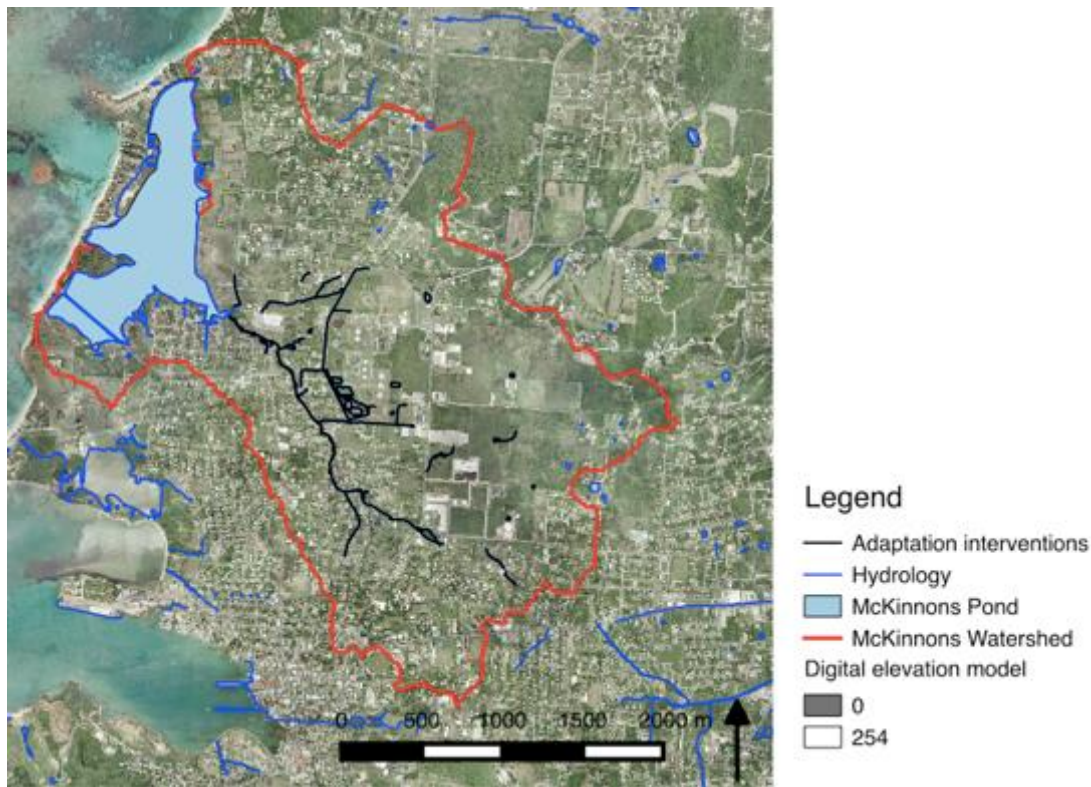 0 500 1000 1500 2000 m
Legend
Adaptation interventions
Hydrology
McKinnons Pond
McKinnons Watershed
Digital elevation model
0
254